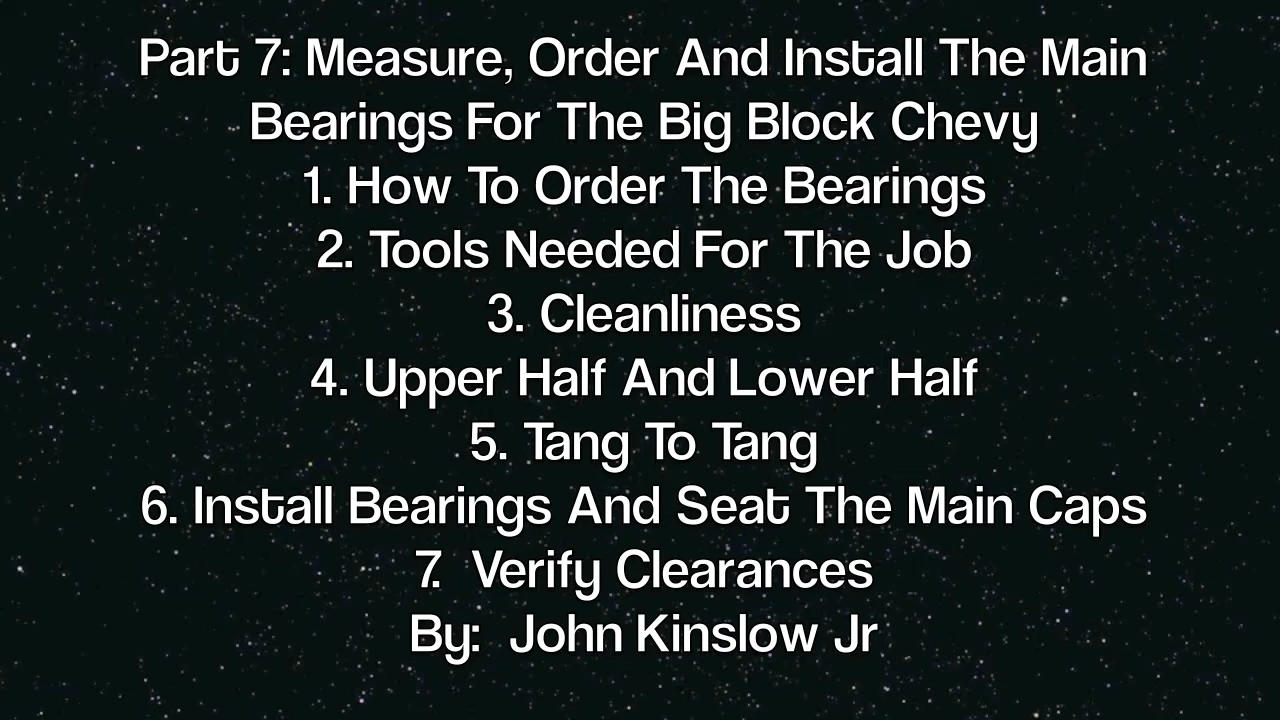 Part 7: Measure, Order And Install The Main
Bearings For The Big Block Chevy
1. How To Order The Bearings
2. Tools Needed For The Job
3. Cleanliness
4. Upper Half And Lower Half
5. Tang To Tang
6. Install Bearings And Seat The Main Caps
7.  Verify Clearances
By:  John Kinslow Jr